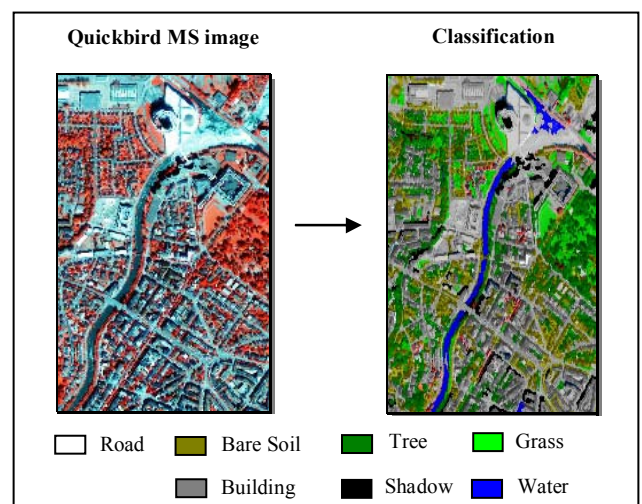 Quickbird MS image Classification
Road Bare Soil Tree Grass
Building Shadow Water